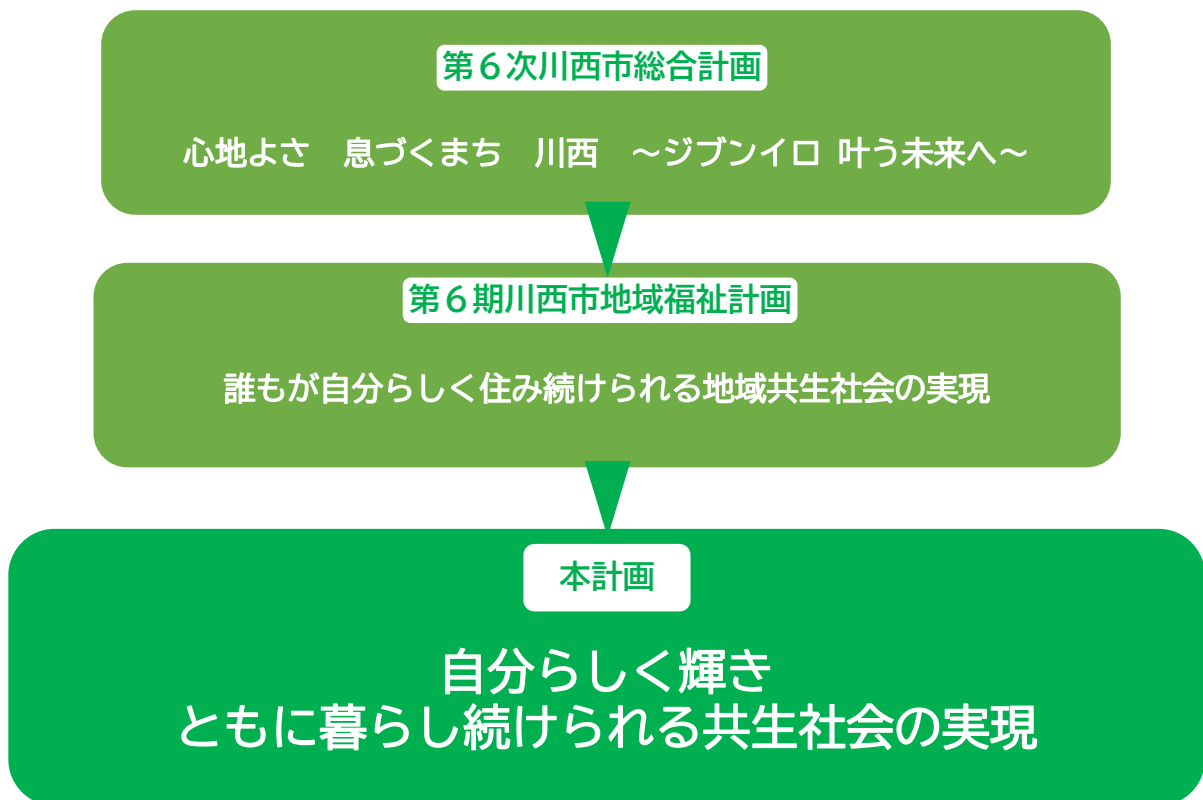 第６次川西市総合計画
心地よさ　息づくまち　川西　～ジブンイロ 叶う未来へ～
第６期川西市地域福祉計画
誰もが自分らしく住み続けられる地域共生社会の実現
本計画
自分らしく輝き
ともに暮らし続けられる共生社会の実現